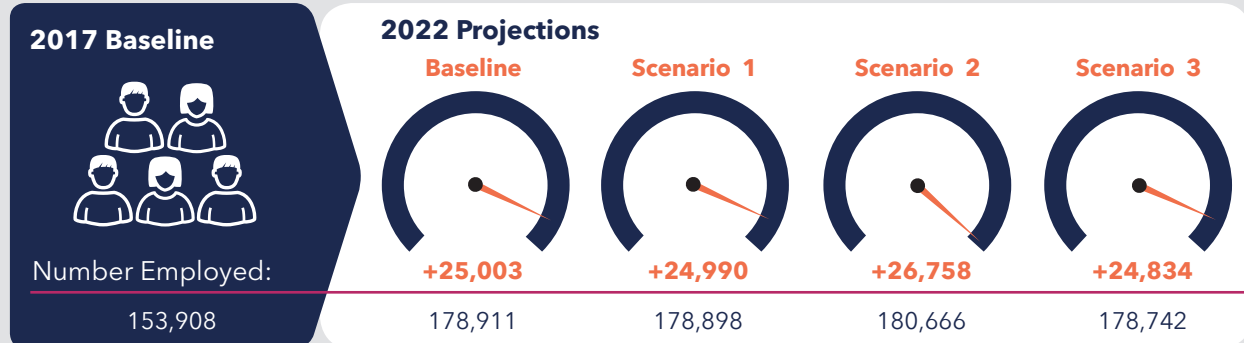 2017 Baseline
2022 Projections
Baseline Scenario 1 Scenario 2 Scenario 3
Number Employed: +25,003 +24,990 +26,758 +24,834
153,908 178,911 178,898 180,666 178,742